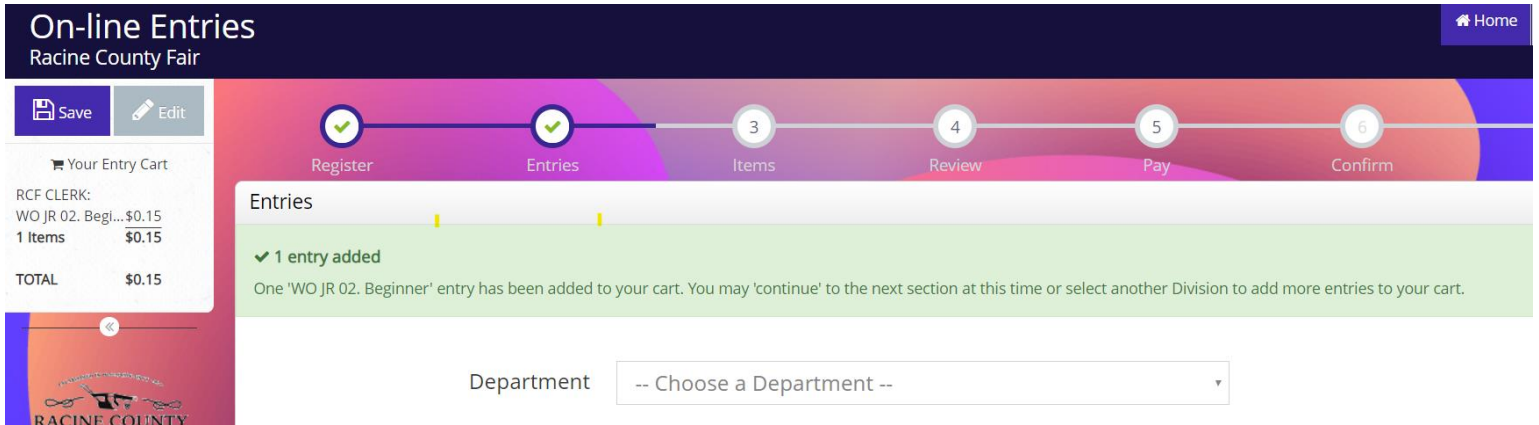 On-line Entries
Racine County Fair
Home
Save
Edit
3
4
5
6
Register
Entries
Items
Review
Pay
Confirm
Your Entry Cart
RCF CLERK:
WO JR 02. Begi... $0.15
1 Items $0.15
TOTAL $0.15
Entries
1 entry added
One 'WO JR 02. Beginner' entry has been added to your cart. You may 'continue' to the next section at this time or select another Division to add more entries to your cart.
Department
-- Choose a Department --
RACINE COUNTY